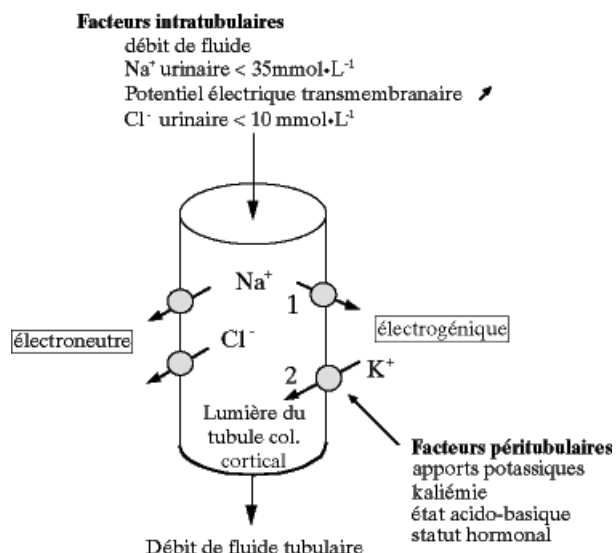 Facteurs intratubulaires
débit de fluide
Na⁺ urinaire < 35mmol•L⁻¹
Potentiel électrique transmembranaire
Cl⁻ urinaire < 10 mmol•L⁻¹
Na⁺
1
électroneutre
électrogénique
Cl⁻
2
K⁺
Lumière du
tubule col.
cortical
Facteurs péritubulaires
apports potassiques
kaliémie
état acido-basique
statut hormonal
Débit de fluide tubulaire